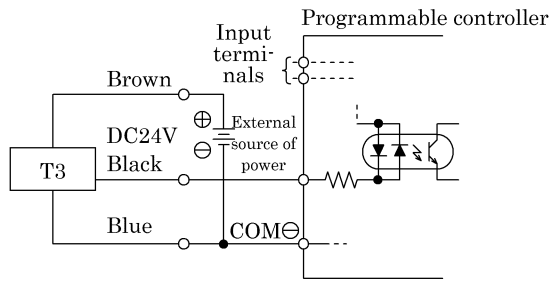 Programmable controller
Input
termi-
nals
Brown
⊕
External
source of
power
DC24V
⊖
T3
Black
Blue
COM⊖